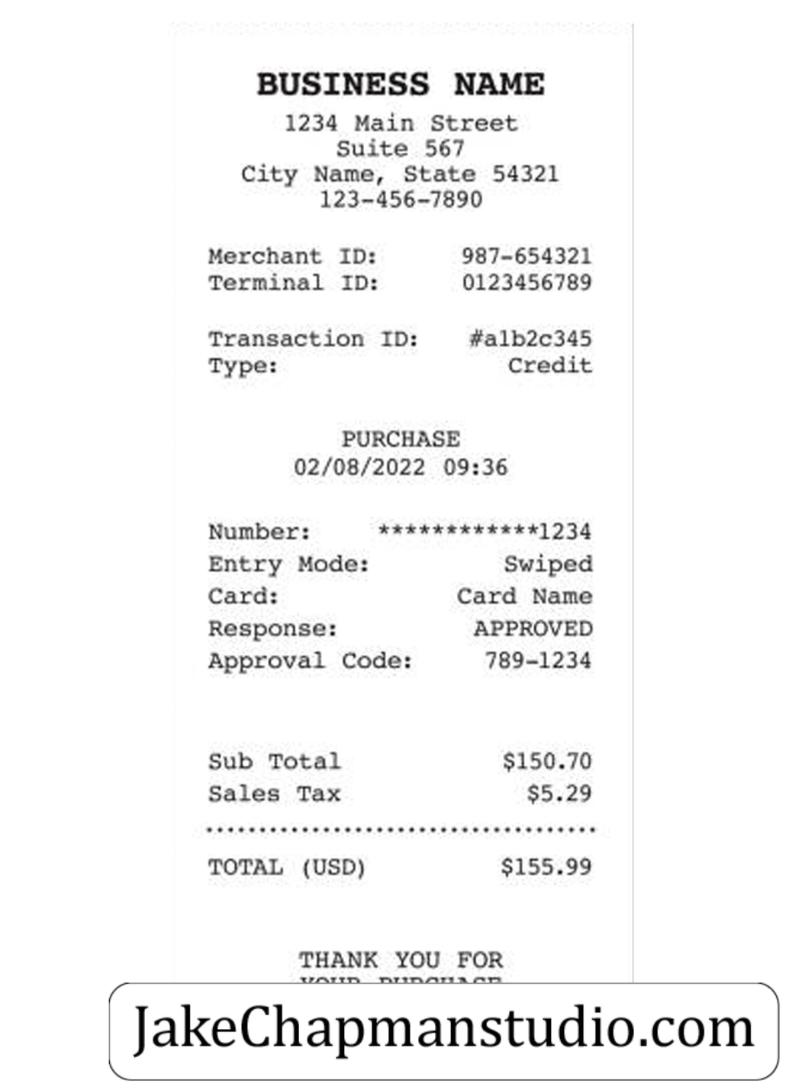 BUSINESS NAME
1234 Main Street
Suite 567
City Name, State 54321
123-456-7890
Merchant ID: 987-654321
Terminal ID: 0123456789
Transaction ID: #a1b2c345
Type: Credit
PURCHASE
02/08/2022 09:36
Number: ************1234
Entry Mode: Swiped
Card: Card Name
Response: APPROVED
Approval Code: 789-1234
Sub Total $150.70
Sales Tax $5.29
TOTAL (USD) $155.99
THANK YOU FOR
YOUR PURCHASE
JakeChapmanstudio.com